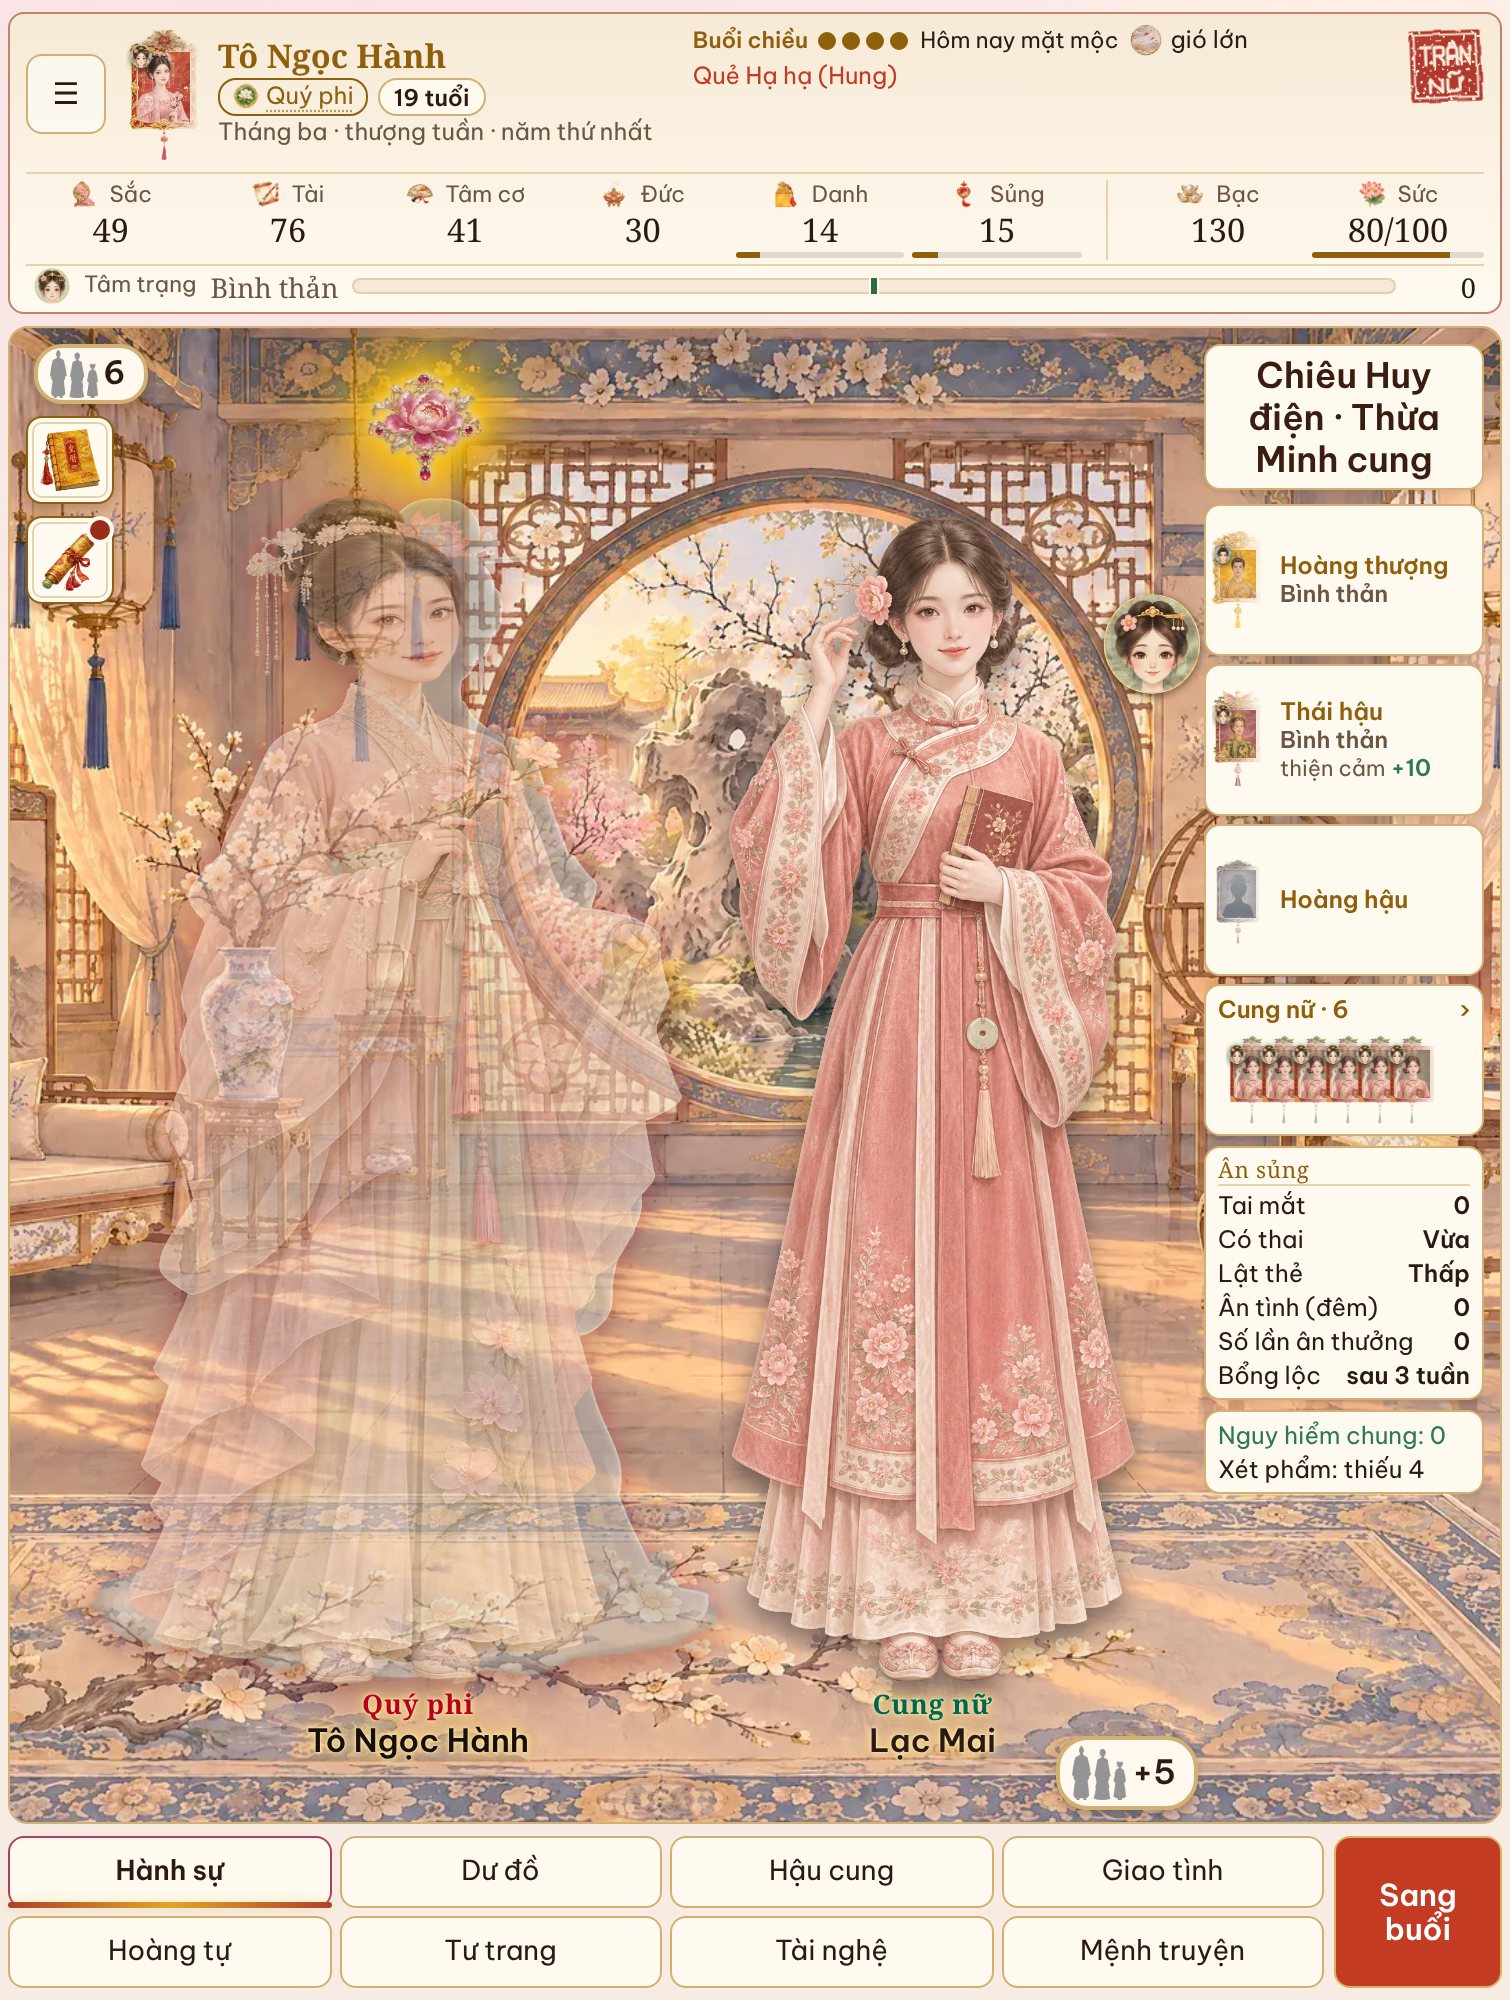 ☰
Tô Ngọc Hành
Quý phi
19 tuổi
Tháng ba · thượng tuần · năm thứ nhất
Buổi chiều
Hôm nay mặt mộc
gió lớn
Quẻ Hạ hạ (Hung)
TRÂN
NỮ
Sắc
49
Tài
76
Tâm cơ
41
Đức
30
Danh
14
Sủng
15
Bạc
130
Sức
80/100
Tâm trạng
Bình thản
0
6
Chiêu Huy
điện · Thừa
Minh cung
Hoàng thượng
Bình thản
Thái hậu
Bình thản
thiện cảm +10
Hoàng hậu
Cung nữ · 6 ›
Ân sủng
Tai mắt 0
Có thai Vừa
Lật thẻ Thấp
Ân tình (đêm) 0
Số lần ân thưởng 0
Bổng lộc sau 3 tuần
Nguy hiểm chung: 0
Xét phẩm: thiếu 4
Quý phi
Tô Ngọc Hành
Cung nữ
Lạc Mai
+5
Hành sự
Dư đồ
Hậu cung
Giao tình
Hoàng tự
Tư trang
Tài nghệ
Mệnh truyện
Sang
buổi